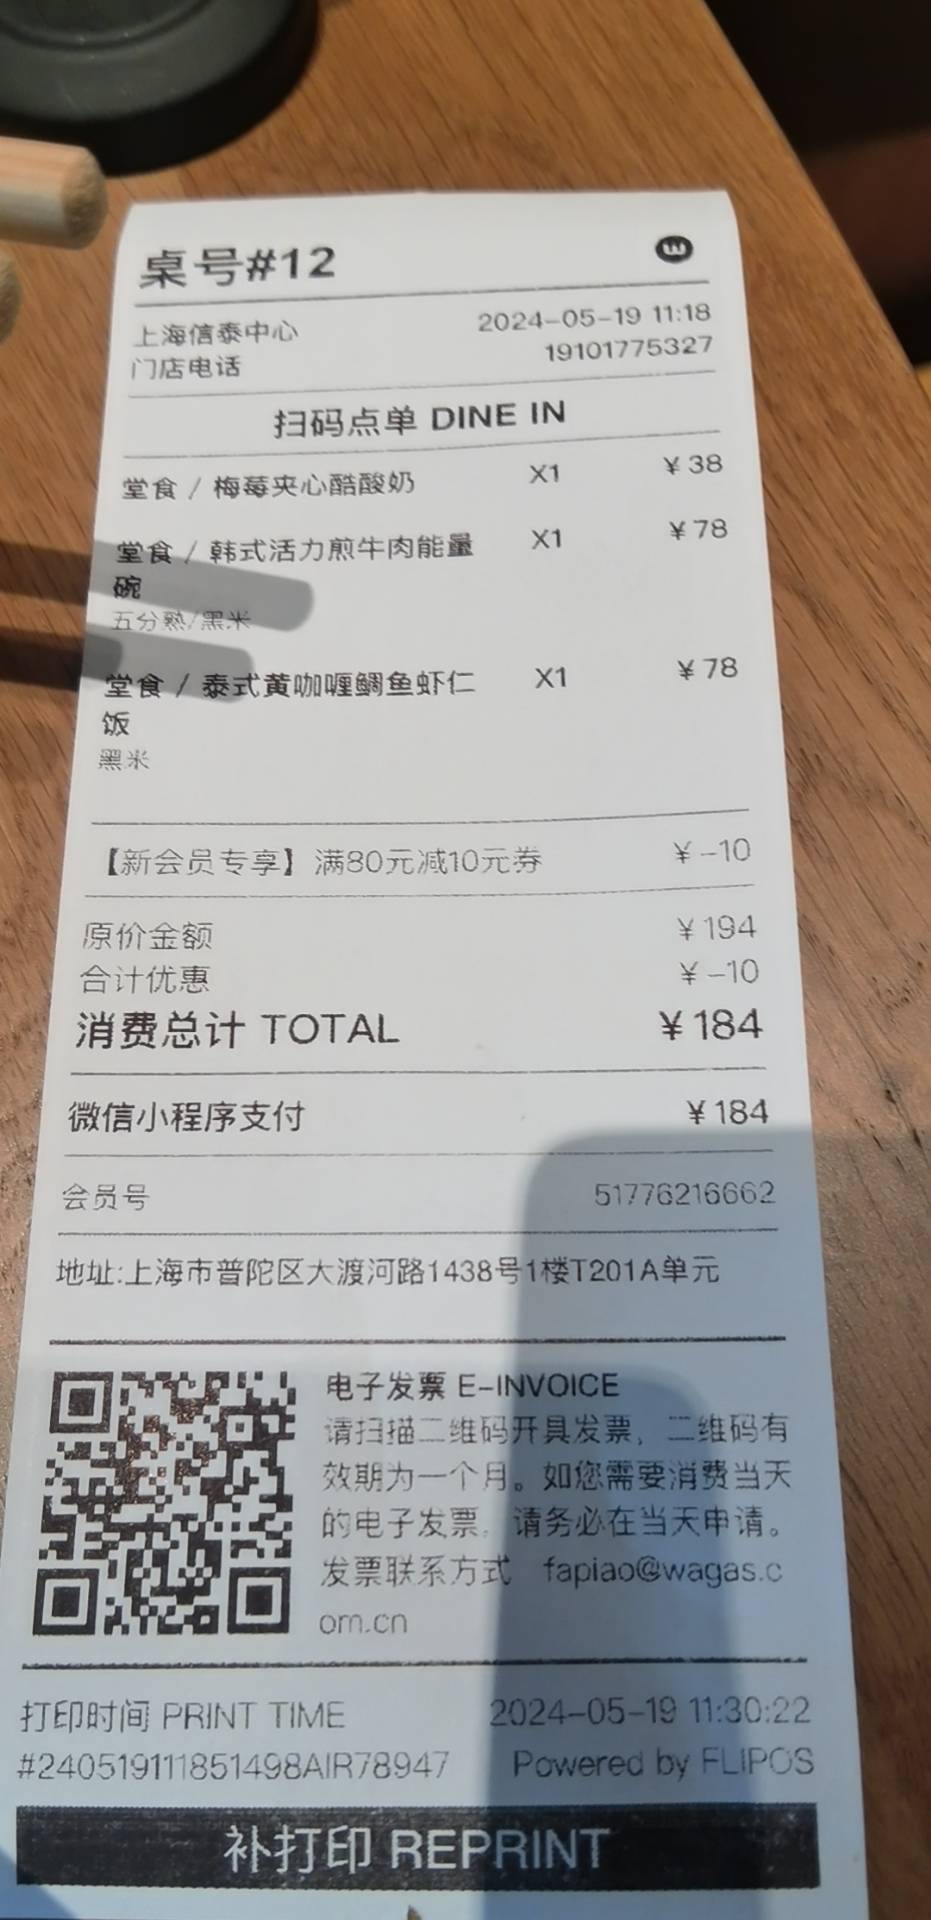 桌号#12
W
上海信泰中心 2024-05-19 11:18
门店电话 19101775327
扫码点单 DINE IN
堂食 / 梅莓夹心酷酸奶 X1 ¥38
堂食 / 韩式活力煎牛肉能量 X1 ¥78
碗
五分熟/黑米
堂食 / 泰式黄咖喱鲷鱼虾仁 X1 ¥78
饭
黑米
【新会员专享】满80元减10元券 ¥-10
原价金额 ¥194
合计优惠 ¥-10
消费总计 TOTAL ¥184
微信小程序支付 ¥184
会员号 51776216662
地址:上海市普陀区大渡河路1438号1楼T201A单元
电子发票 E-INVOICE
请扫描二维码开具发票，二维码有
效期为一个月。如您需要消费当天
的电子发票，请务必在当天申请。
发票联系方式 fapiao@wagas.c
om.cn
打印时间 PRINT TIME 2024-05-19 11:30:22
#240519111851498AIR78947 Powered by FLIPOS
补打印 REPRINT